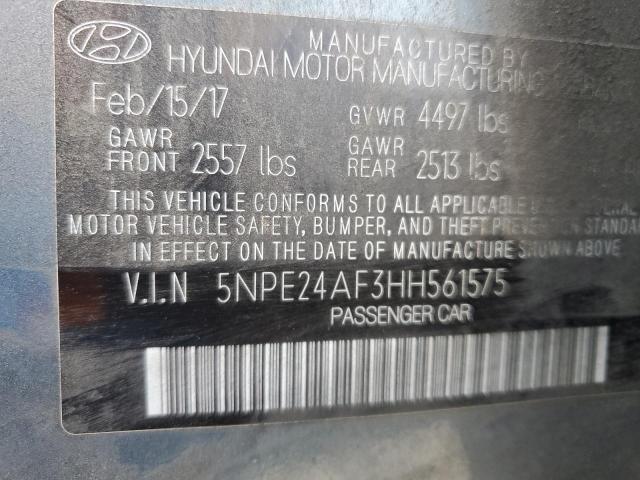 MANUFACTURED BY
HYUNDAI MOTOR MANUFACTURING
Feb/15/17
GVWR 4497 lbs
GAWR FRONT 2557 lbs
GAWR REAR 2513 lbs
THIS VEHICLE CONFORMS TO ALL APPLICABLE
MOTOR VEHICLE SAFETY, BUMPER, AND THEFT PREVENTION STANDA
IN EFFECT ON THE DATE OF MANUFACTURE SHOWN ABOVE
V.I.N 5NPE24AF3HH561575
PASSENGER CAR